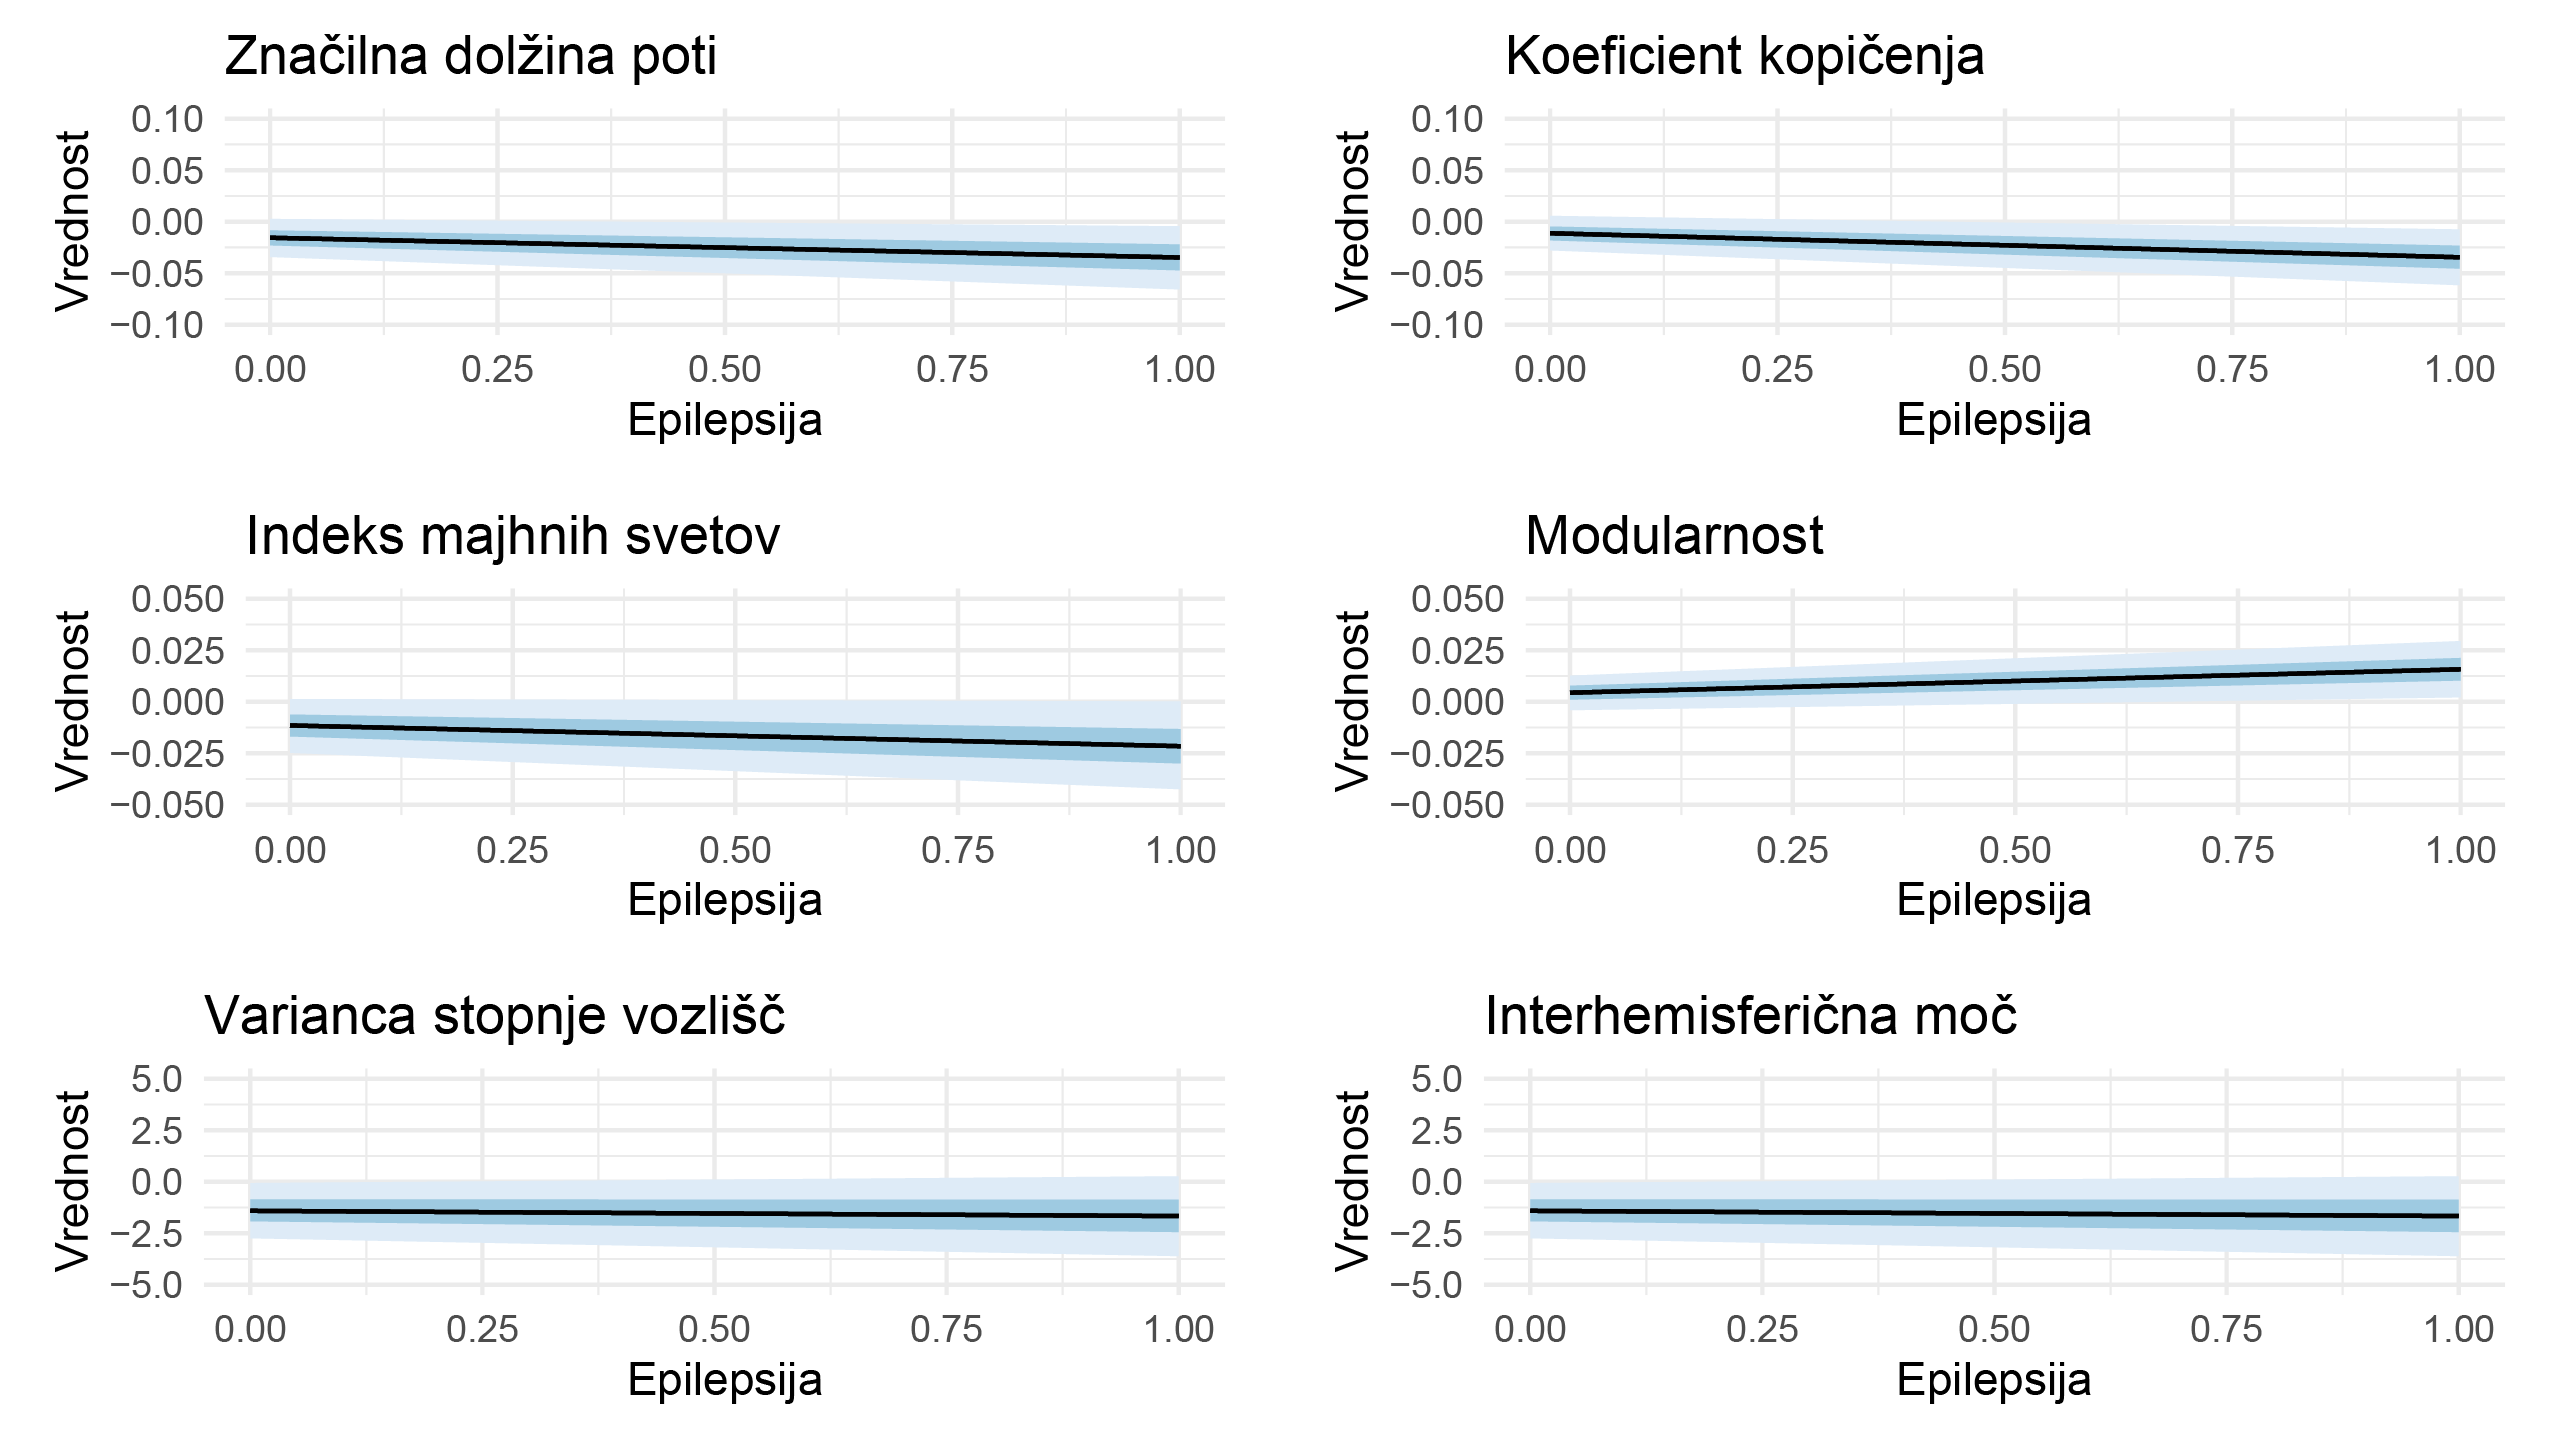 Značilna dolžina poti
Vrednost
0.10
0.05
0.00
−0.05
−0.10
0.00 0.25 0.50 0.75 1.00
Epilepsija
Koeficient kopičenja
Vrednost
0.10
0.05
0.00
−0.05
−0.10
0.00 0.25 0.50 0.75 1.00
Epilepsija
Indeks majhnih svetov
Vrednost
0.050
0.025
0.000
−0.025
−0.050
0.00 0.25 0.50 0.75 1.00
Epilepsija
Modularnost
Vrednost
0.050
0.025
0.000
−0.025
−0.050
0.00 0.25 0.50 0.75 1.00
Epilepsija
Varianca stopnje vozlišč
Vrednost
5.0
2.5
0.0
−2.5
−5.0
0.00 0.25 0.50 0.75 1.00
Epilepsija
Interhemisferična moč
Vrednost
5.0
2.5
0.0
−2.5
−5.0
0.00 0.25 0.50 0.75 1.00
Epilepsija